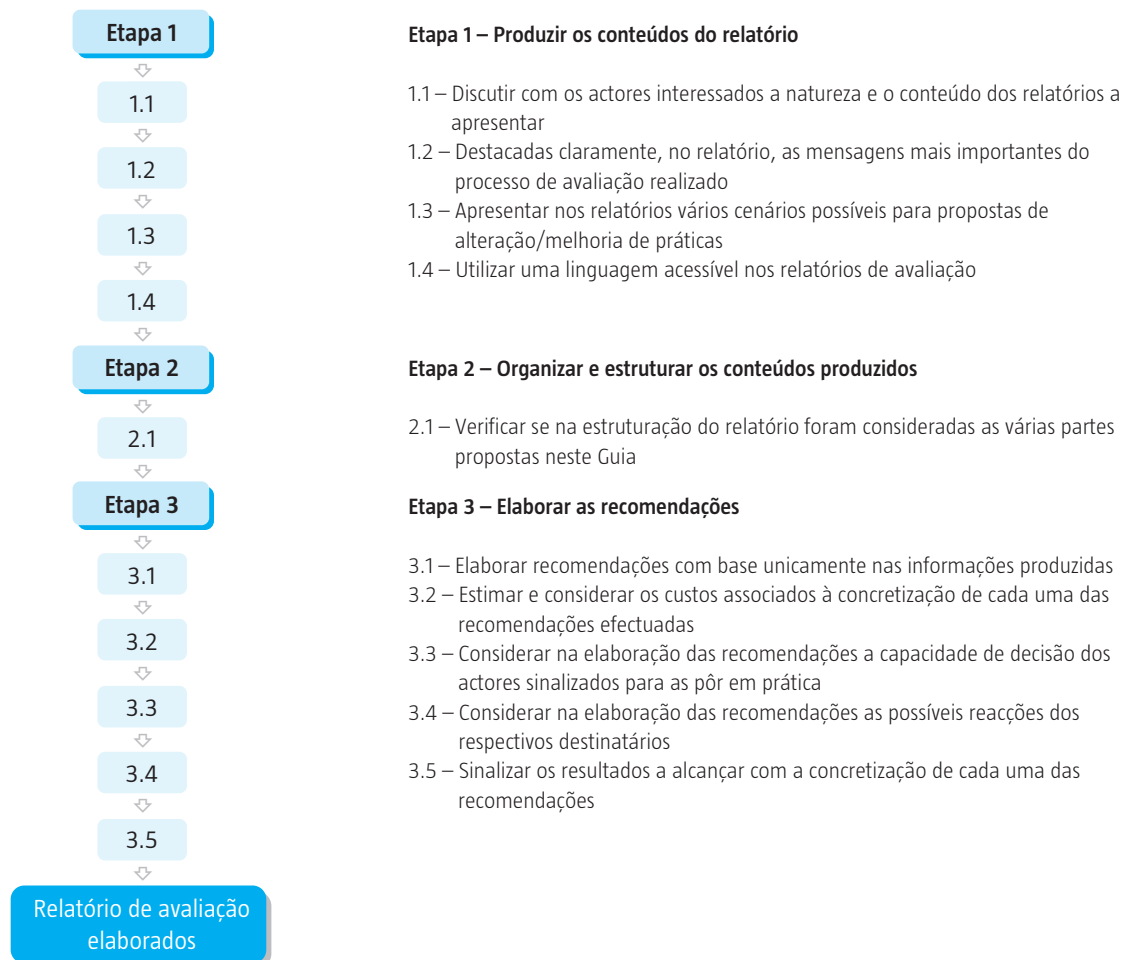 Etapa 1
1.1
1.2
1.3
1.4
Etapa 2
2.1
Etapa 3
3.1
3.2
3.3
3.4
3.5
Relatório de avaliação
elaborados
Etapa 1 – Produzir os conteúdos do relatório
1.1 – Discutir com os actores interessados a natureza e o conteúdo dos relatórios a
apresentar
1.2 – Destacadas claramente, no relatório, as mensagens mais importantes do
processo de avaliação realizado
1.3 – Apresentar nos relatórios vários cenários possíveis para propostas de
alteração/melhoria de práticas
1.4 – Utilizar uma linguagem acessível nos relatórios de avaliação
Etapa 2 – Organizar e estruturar os conteúdos produzidos
2.1 – Verificar se na estruturação do relatório foram consideradas as várias partes
propostas neste Guia
Etapa 3 – Elaborar as recomendações
3.1 – Elaborar recomendações com base unicamente nas informações produzidas
3.2 – Estimar e considerar os custos associados à concretização de cada uma das
recomendações efectuadas
3.3 – Considerar na elaboração das recomendações a capacidade de decisão dos
actores sinalizados para as pôr em prática
3.4 – Considerar na elaboração das recomendações as possíveis reacções dos
respectivos destinatários
3.5 – Sinalizar os resultados a alcançar com a concretização de cada uma das
recomendações